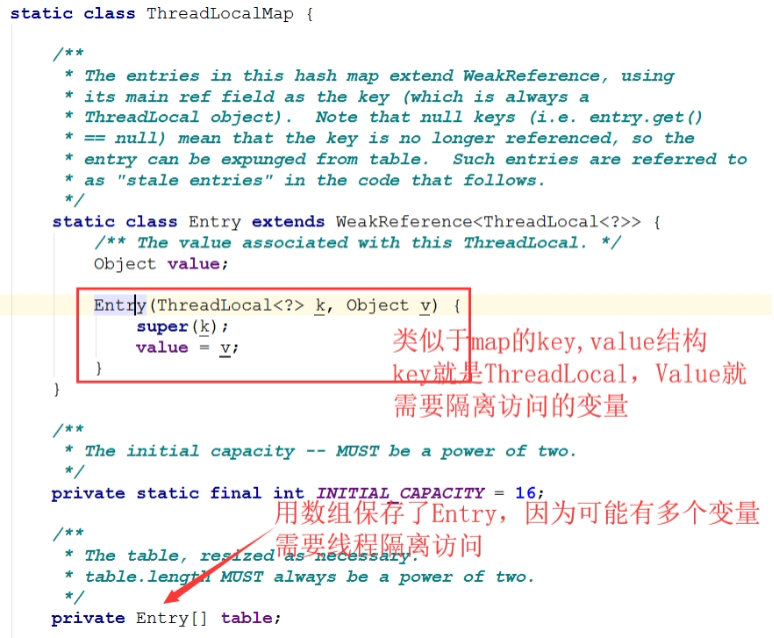 static class ThreadLocalMap {
/**
* The entries in this hash map extend WeakReference, using
* its main ref field as the key (which is always a
* ThreadLocal object).  Note that null keys (i.e. entry.get()
* == null) mean that the key is no longer referenced, so the
* entry can be expunged from table.  Such entries are referred to
* as "stale entries" in the code that follows.
*/
static class Entry extends WeakReference<ThreadLocal<?>> {
/** The value associated with this ThreadLocal. */
Object value;
Entry(ThreadLocal<?> k, Object v) {
super(k);
value = v;
}
类似于map的key,value结构
key就是ThreadLocal，Value就
需要隔离访问的变量
}
/**
* The initial capacity -- MUST be a power of two.
*/
private static final int INITIAL_CAPACITY = 16;
用数组保存了Entry，因为可能有多个变量
需要线程隔离访问
/**
* The table, resized as necessary.
* table.length MUST always be a power of two.
*/
private Entry[] table;